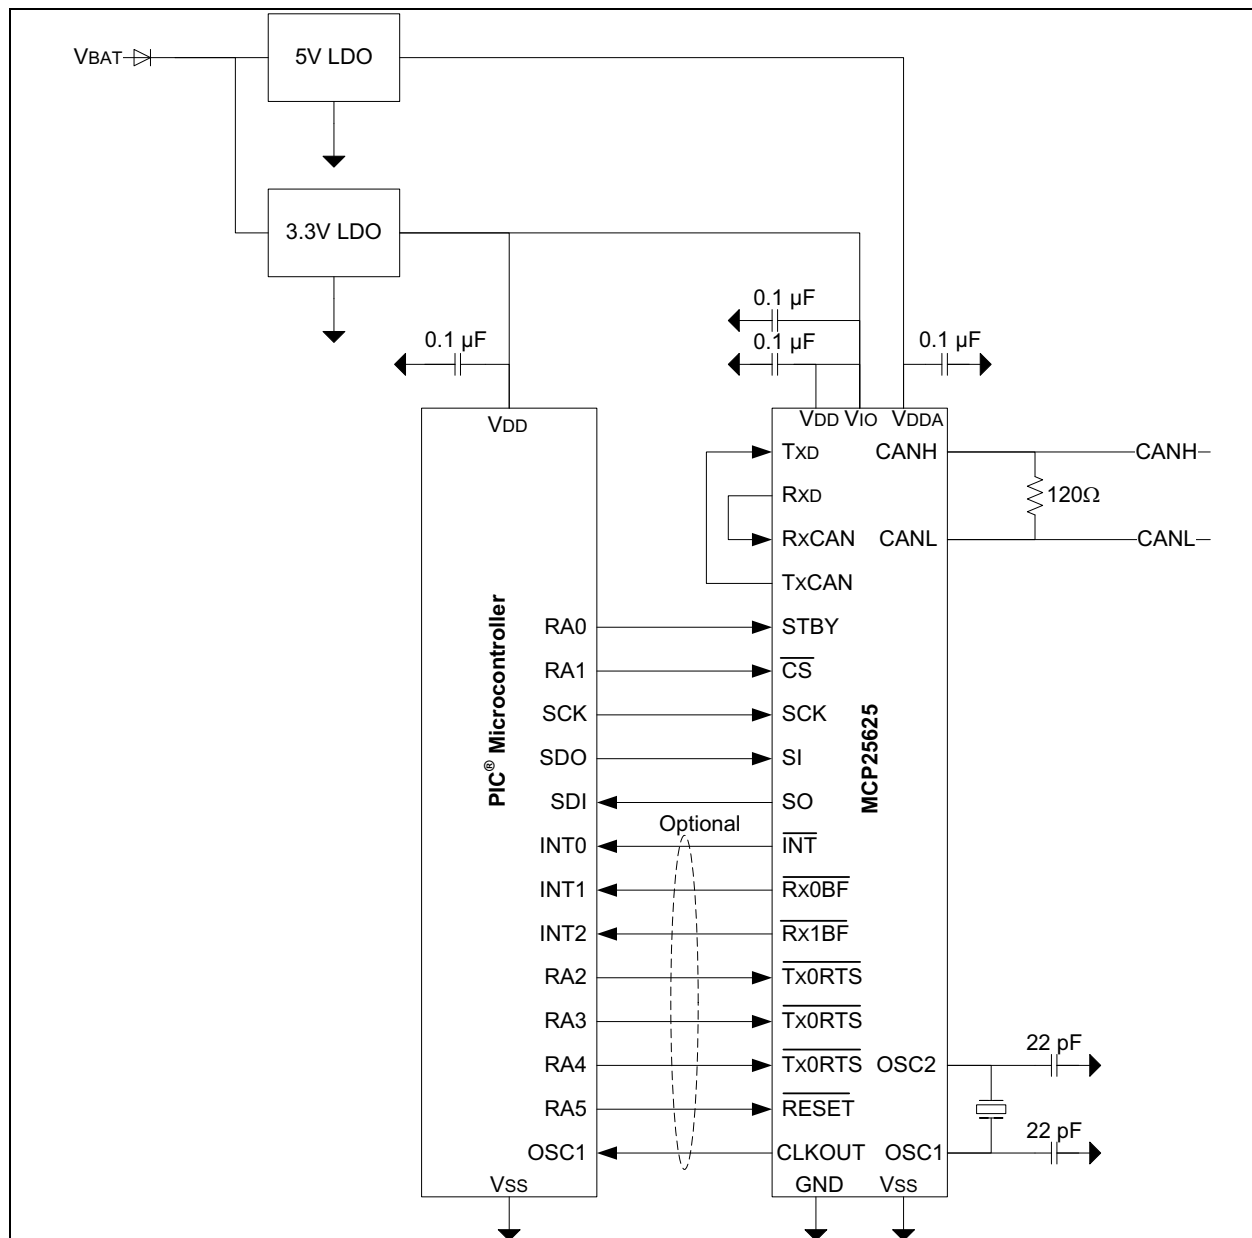 VBAT
5V LDO
3.3V LDO
0.1 µF
0.1 µF
0.1 µF
0.1 µF
VDD
VDD VIO VDDA
TXD CANH CANH
120Ω
RXD
RXCAN CANL CANL
TXCAN
RA0 STBY
RA1 CS
SCK SCK
SDO SI
SDI SO
Optional
INT0 INT
INT1 RX0BF
INT2 RX1BF
RA2 TX0RTS
RA3 TX0RTS
RA4 TX0RTS OSC2 22 pF
RA5 RESET
OSC1 CLKOUT OSC1 22 pF
VSS GND VSS
PIC® Microcontroller
MCP25625